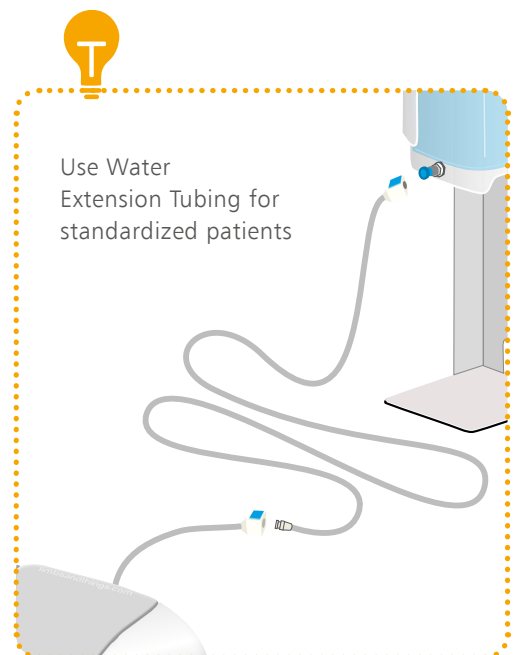 T
Use Water
Extension Tubing for
standardized patients